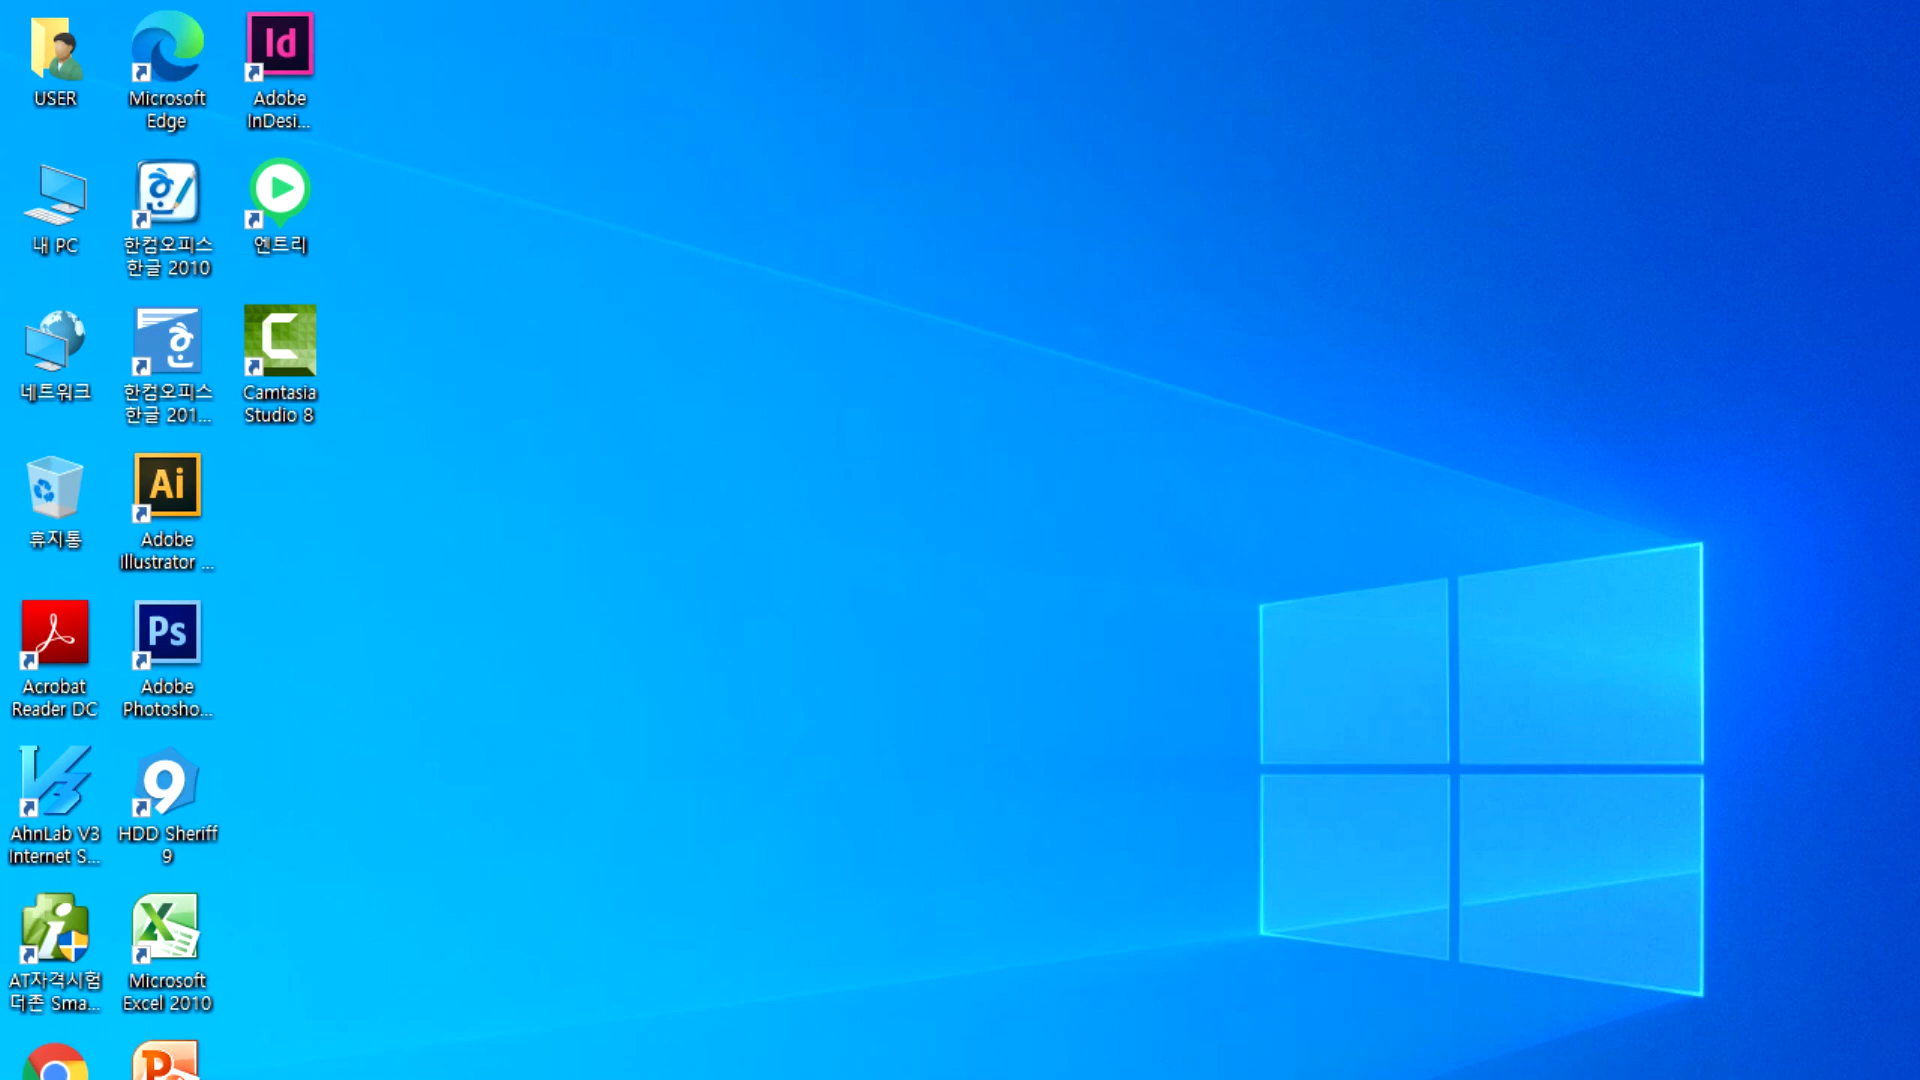 USER
내 PC
네트워크
휴지통
Acrobat
Reader DC
AhnLab V3
Internet S...
AT자격시험
더존 Sma...
Microsoft
Edge
한컴오피스
한글 2010
한컴오피스
한글 201...
Ai
Adobe
Illustrator ...
Ps
Adobe
Photosho...
9
HDD Sheriff
9
Microsoft
Excel 2010
Id
Adobe
InDesi...
엔트리
Camtasia
Studio 8